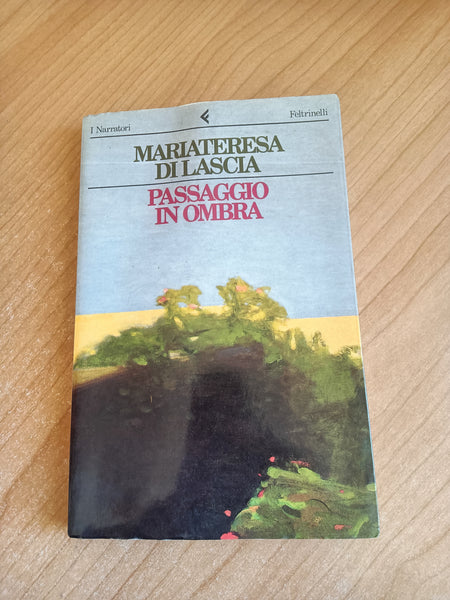 I Narratori
Feltrinelli
MARIATERESA
DI LASCIA
PASSAGGIO
IN OMBRA